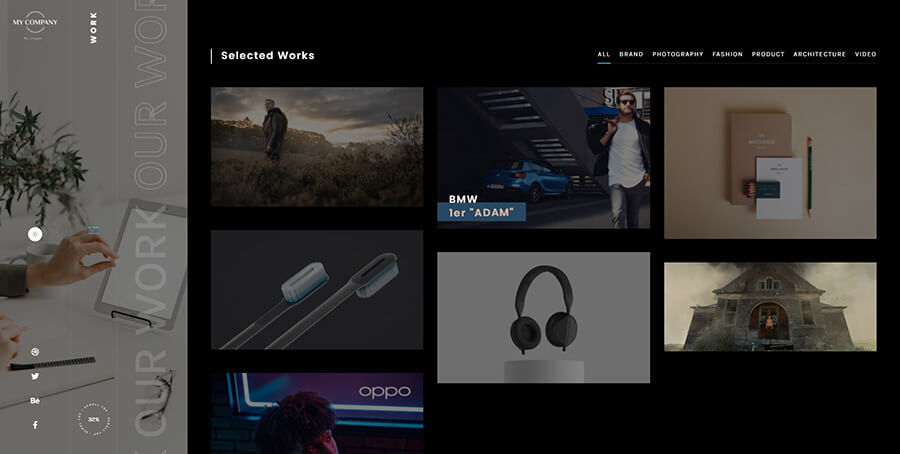 MY COMPANY
WORK
OUR WORK OUR WORK
Selected Works
ALL BRAND PHOTOGRAPHY FASHION PRODUCT ARCHITECTURE VIDEO
BMW
1er "ADAM"
oppo
Bē
32%